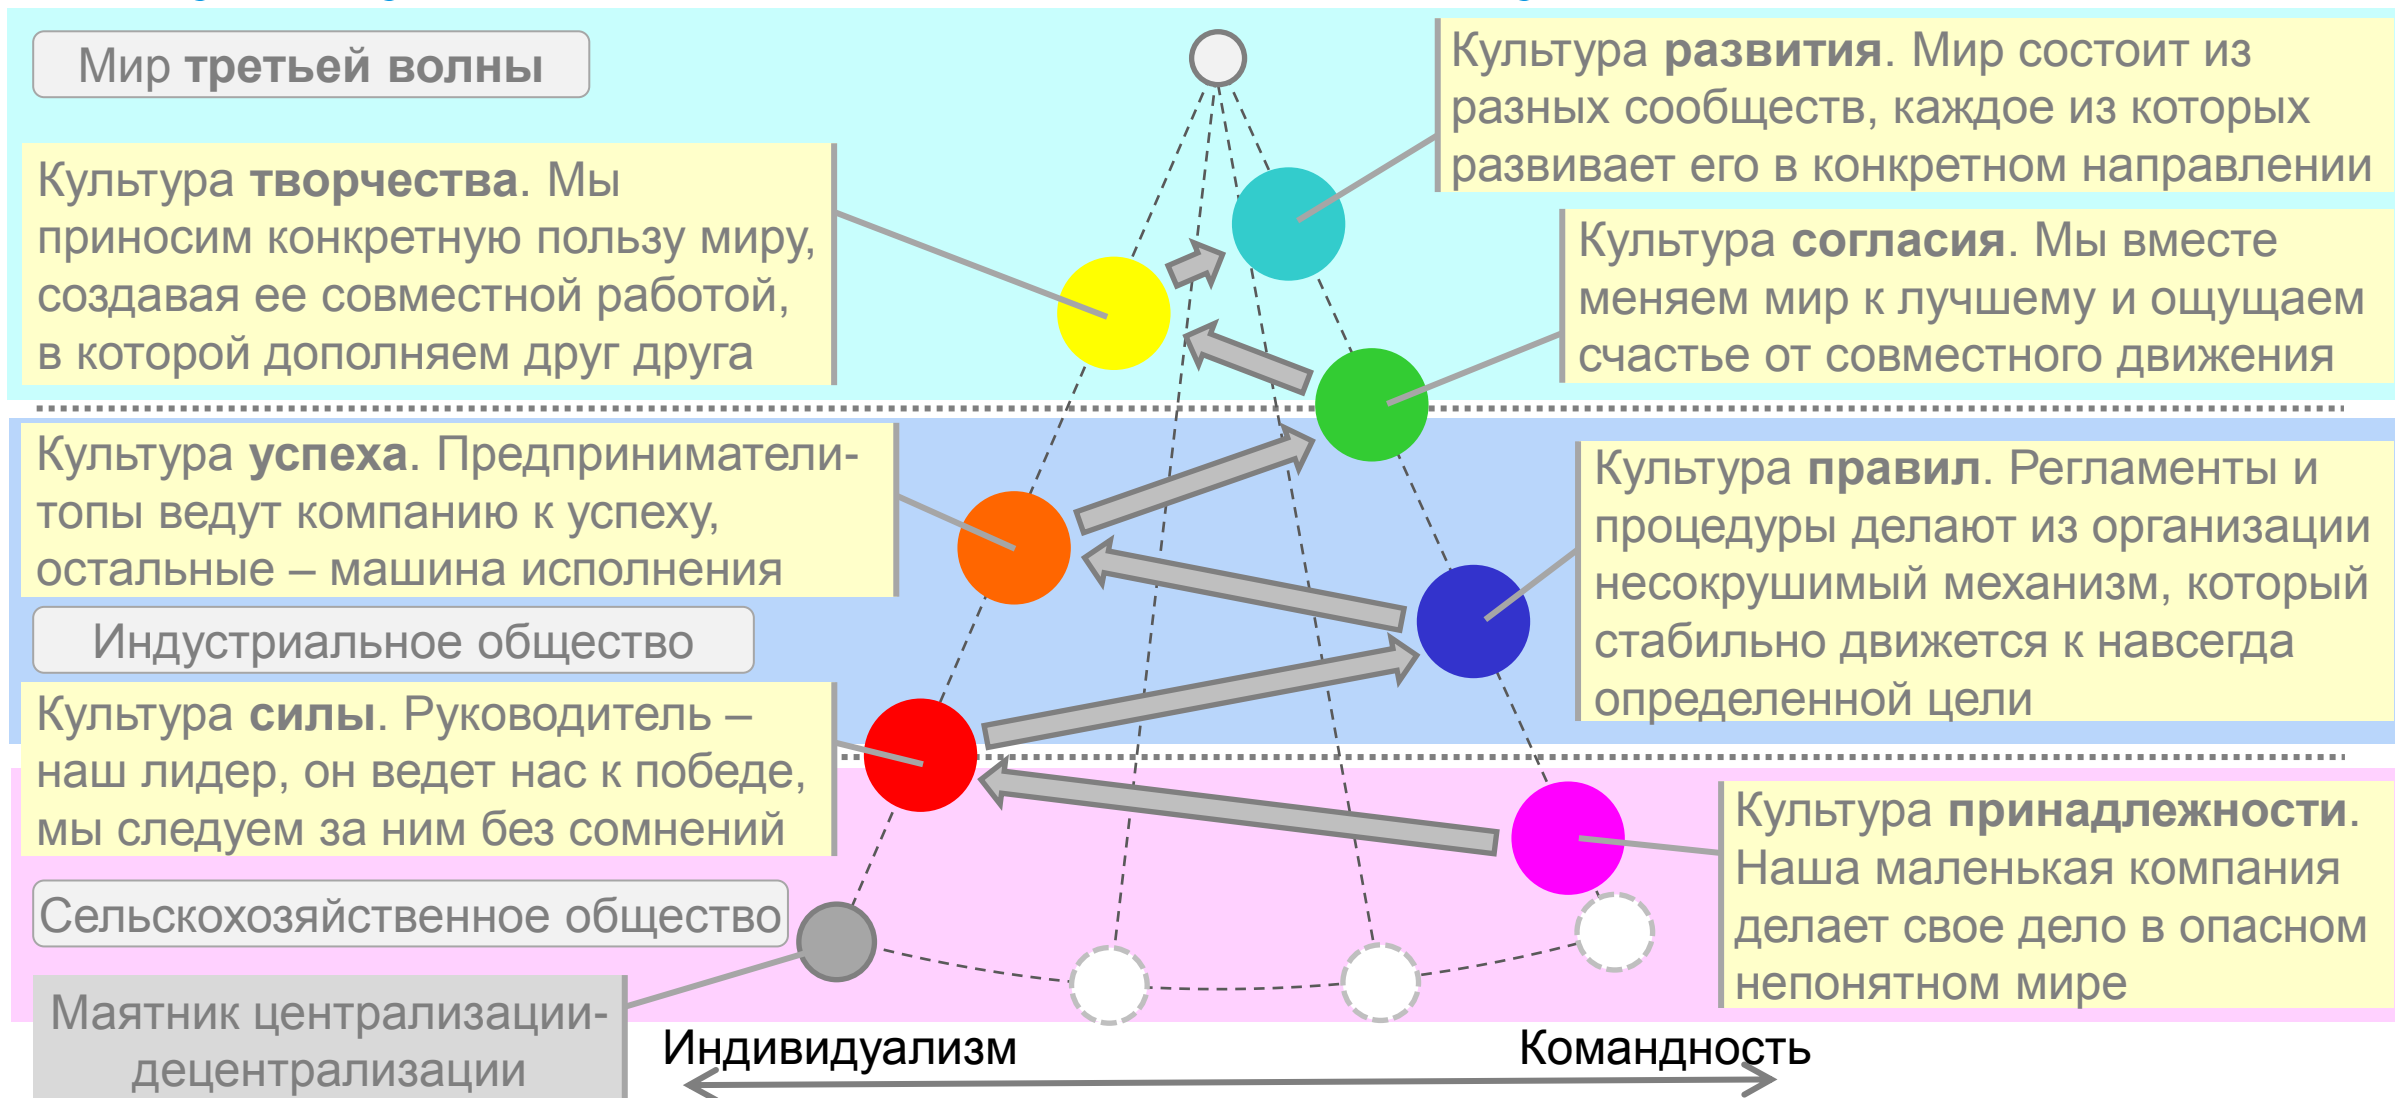 Мир третьей волны
Культура развития. Мир состоит из
разных сообществ, каждое из которых
развивает его в конкретном направлении
Культура творчества. Мы
приносим конкретную пользу миру,
создавая ее совместной работой,
в которой дополняем друг друга
Культура согласия. Мы вместе
меняем мир к лучшему и ощущаем
счастье от совместного движения
Культура успеха. Предприниматели-
топы ведут компанию к успеху,
остальные – машина исполнения
Культура правил. Регламенты и
процедуры делают из организации
несокрушимый механизм, который
стабильно движется к навсегда
определенной цели
Индустриальное общество
Культура силы. Руководитель –
наш лидер, он ведет нас к победе,
мы следуем за ним без сомнений
Культура принадлежности.
Наша маленькая компания
делает свое дело в опасном
непонятном мире
Сельскохозяйственное общество
Маятник централизации-
децентрализации
Индивидуализм
Командность